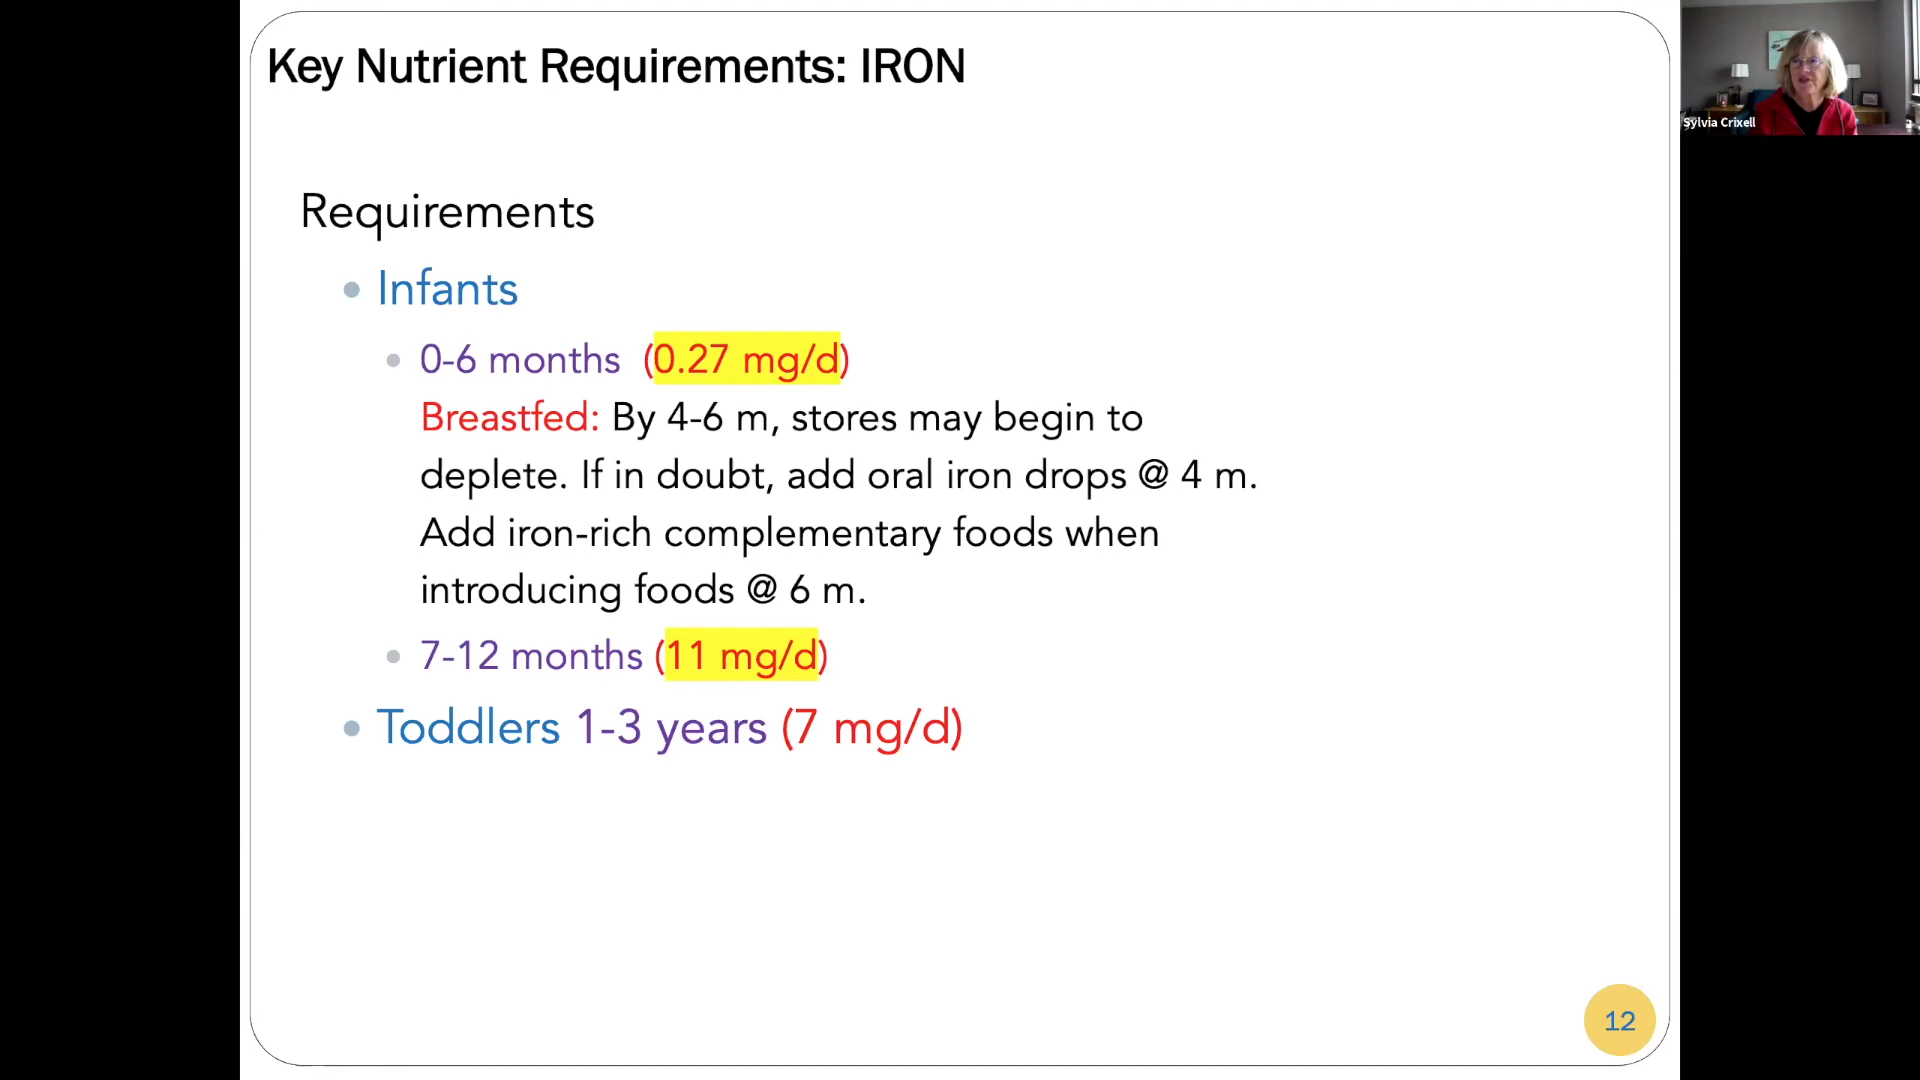 Key Nutrient Requirements: IRON
Sylvia Crixell
Requirements
• Infants
• 0-6 months (0.27 mg/d)
Breastfed: By 4-6 m, stores may begin to
deplete. If in doubt, add oral iron drops @ 4 m.
Add iron-rich complementary foods when
introducing foods @ 6 m.
• 7-12 months (11 mg/d)
• Toddlers 1-3 years (7 mg/d)
12